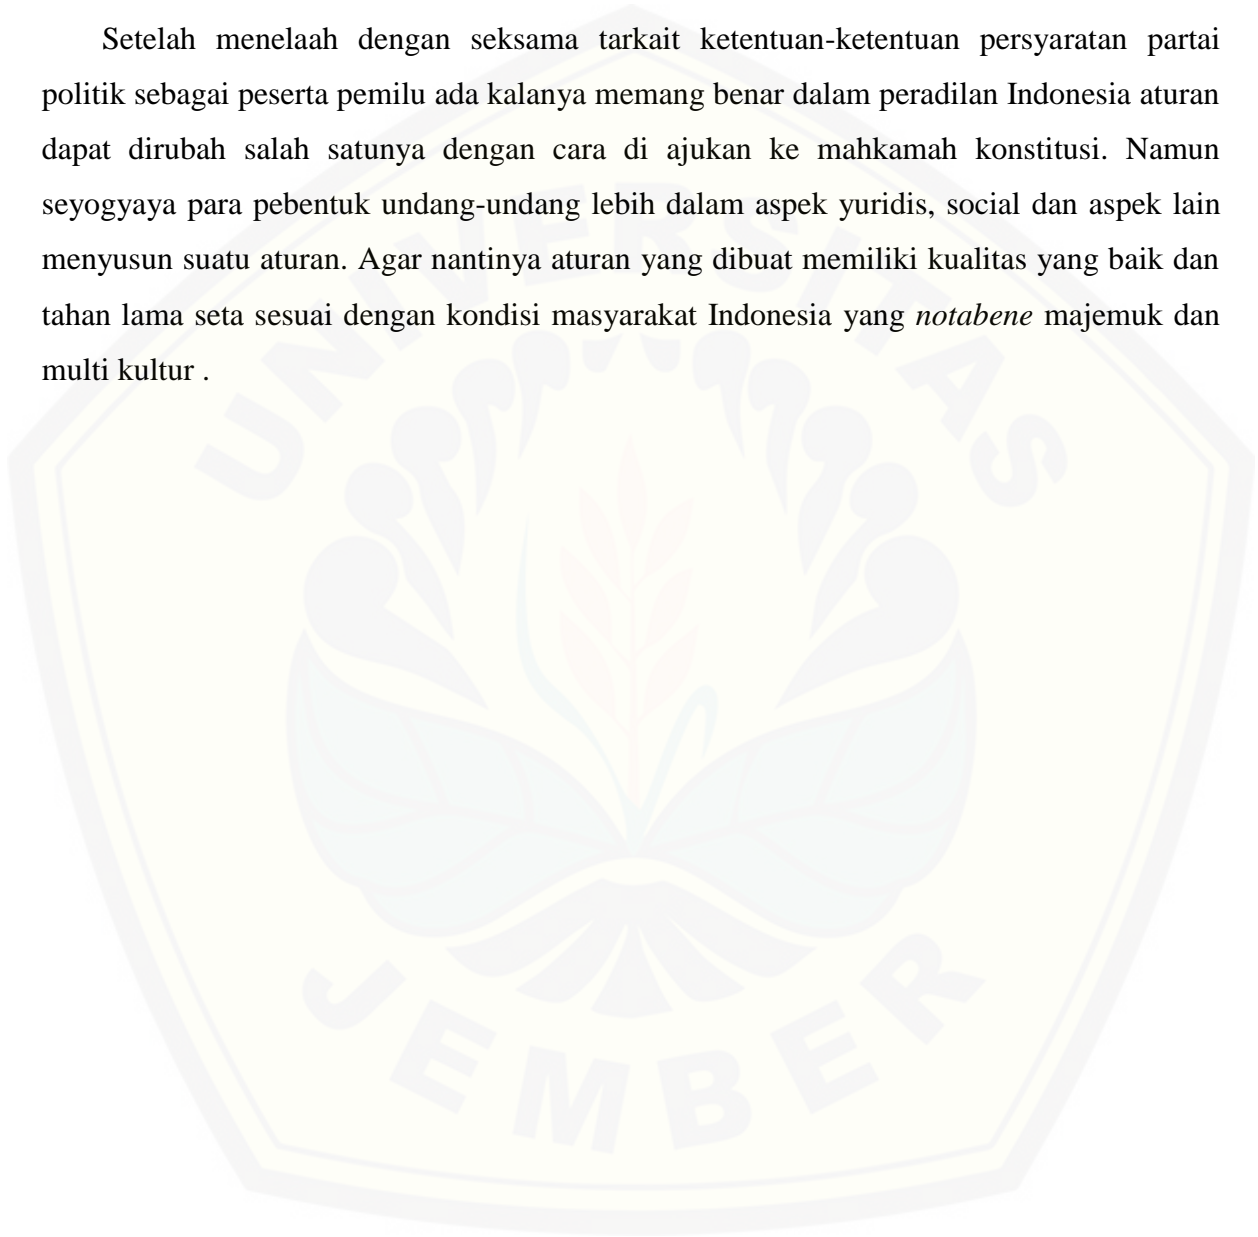 Setelah menelaah dengan seksama tarkait ketentuan-ketentuan persyaratan partai
politik sebagai peserta pemilu ada kalanya memang benar dalam peradilan Indonesia aturan
dapat dirubah salah satunya dengan cara di ajukan ke mahkamah konstitusi. Namun
seyogyaya para pebentuk undang-undang lebih dalam aspek yuridis, social dan aspek lain
menyusun suatu aturan. Agar nantinya aturan yang dibuat memiliki kualitas yang baik dan
tahan lama seta sesuai dengan kondisi masyarakat Indonesia yang notabene majemuk dan
multi kultur .
UNIVERSITAS
JEMBER